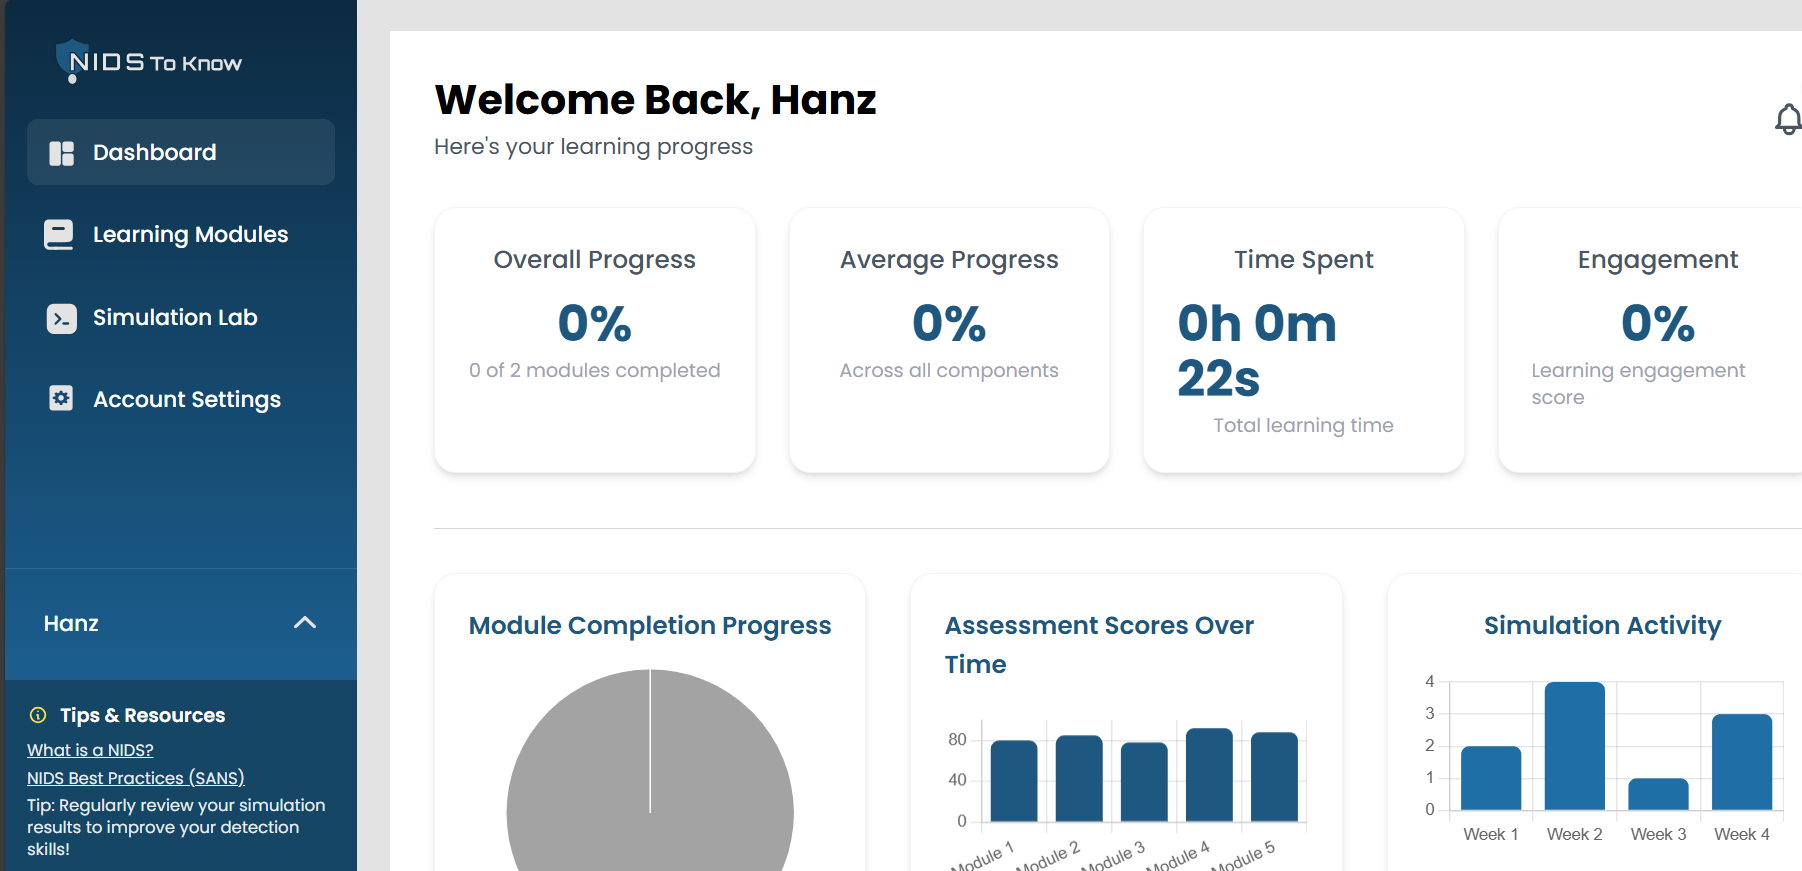 NIDS To Know
Dashboard
Learning Modules
Simulation Lab
Account Settings
Hanz
Tips & Resources
What is a NIDS?
NIDS Best Practices (SANS)
Tip: Regularly review your simulation
results to improve your detection
skills!
Welcome Back, Hanz
Here's your learning progress
Overall Progress
0%
0 of 2 modules completed
Average Progress
0%
Across all components
Time Spent
0h 0m
22s
Total learning time
Engagement
0%
Learning engagement
score
Module Completion Progress
Assessment Scores Over
Time
80
40
0
Module 1
Module 2
Module 3
Module 4
Module 5
Simulation Activity
4
3
2
1
0
Week 1
Week 2
Week 3
Week 4